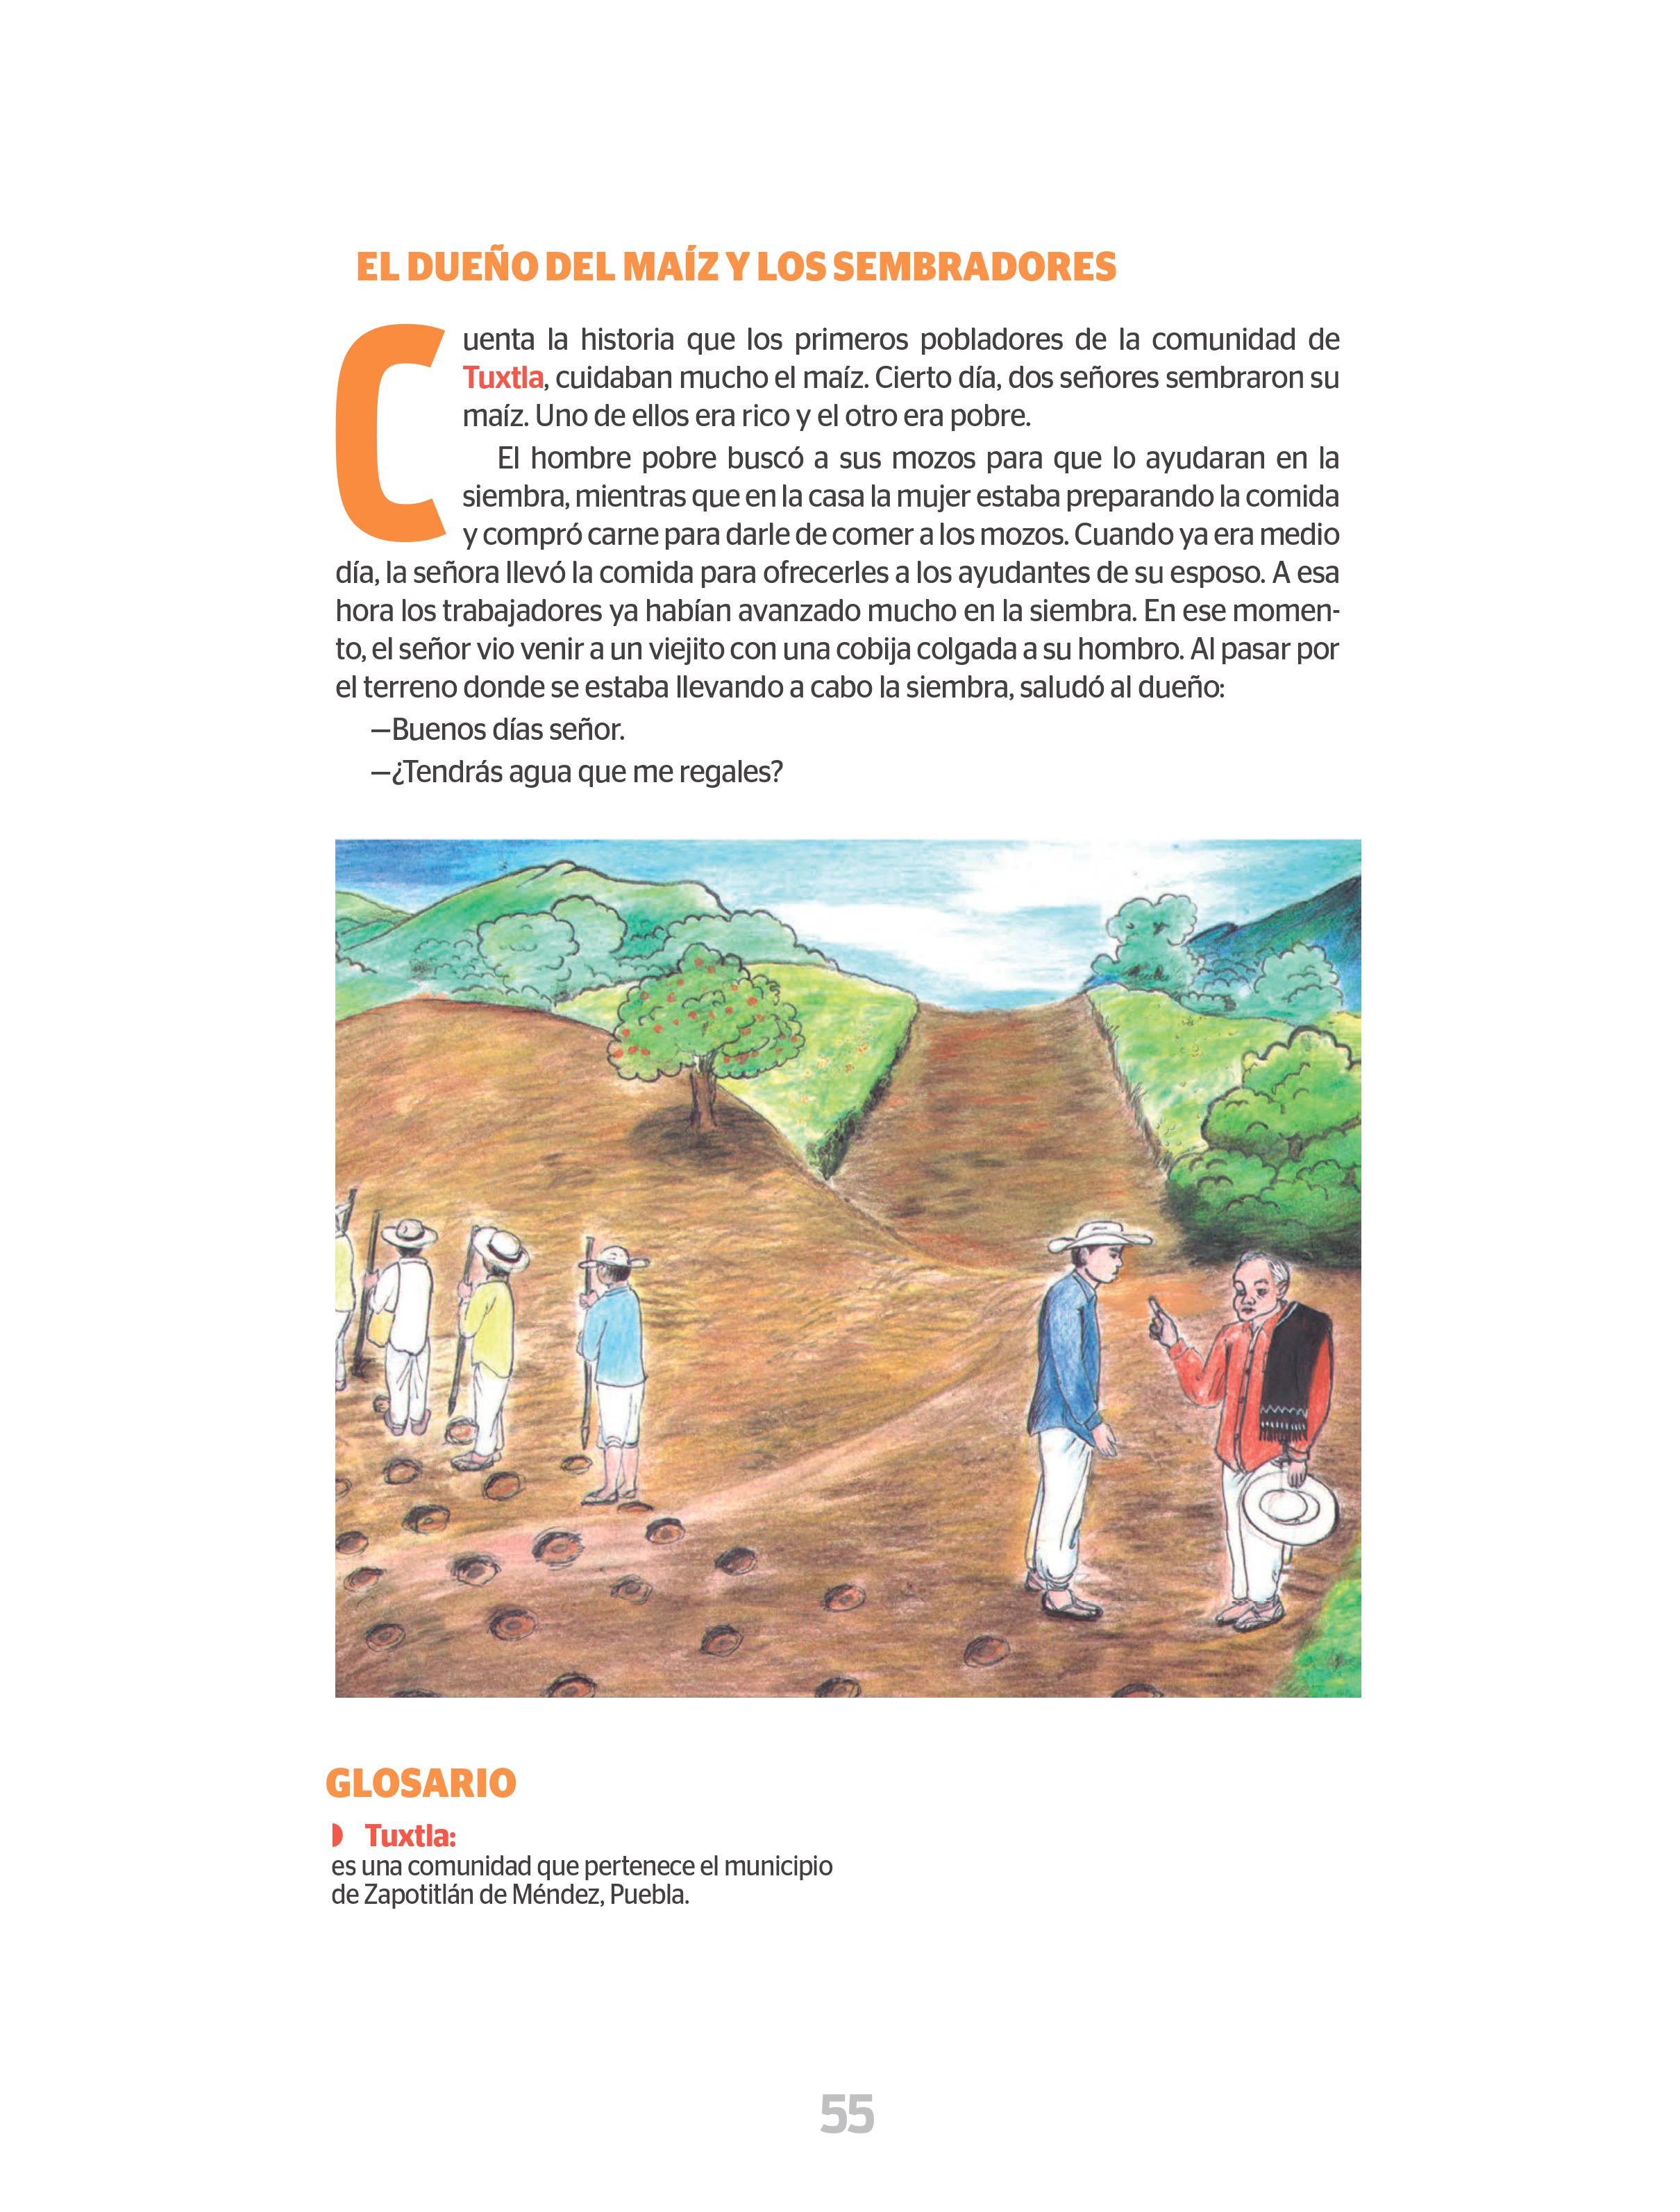 EL DUEÑO DEL MAÍZ Y LOS SEMBRADORES
Cuenta la historia que los primeros pobladores de la comunidad de
Tuxtla, cuidaban mucho el maíz. Cierto día, dos señores sembraron su
maíz. Uno de ellos era rico y el otro era pobre.
El hombre pobre buscó a sus mozos para que lo ayudaran en la
siembra, mientras que en la casa la mujer estaba preparando la comida
y compró carne para darle de comer a los mozos. Cuando ya era medio
día, la señora llevó la comida para ofrecerles a los ayudantes de su esposo. A esa
hora los trabajadores ya habían avanzado mucho en la siembra. En ese momen-
to, el señor vio venir a un viejito con una cobija colgada a su hombro. Al pasar por
el terreno donde se estaba llevando a cabo la siembra, saludó al dueño:
—Buenos días señor.
—¿Tendrás agua que me regales?
GLOSARIO
Tuxtla:
es una comunidad que pertenece el municipio
de Zapotitlán de Méndez, Puebla.
55